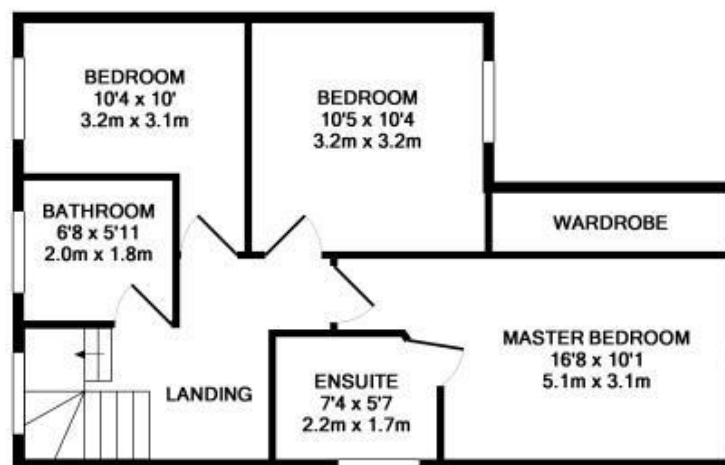 BEDROOM
10'4 x 10'
3.2m x 3.1m
BEDROOM
10'5 x 10'4
3.2m x 3.2m
BATHROOM
6'8 x 5'11
2.0m x 1.8m
WARDROBE
MASTER BEDROOM
16'8 x 10'1
5.1m x 3.1m
LANDING
ENSUITE
7'4 x 5'7
2.2m x 1.7m